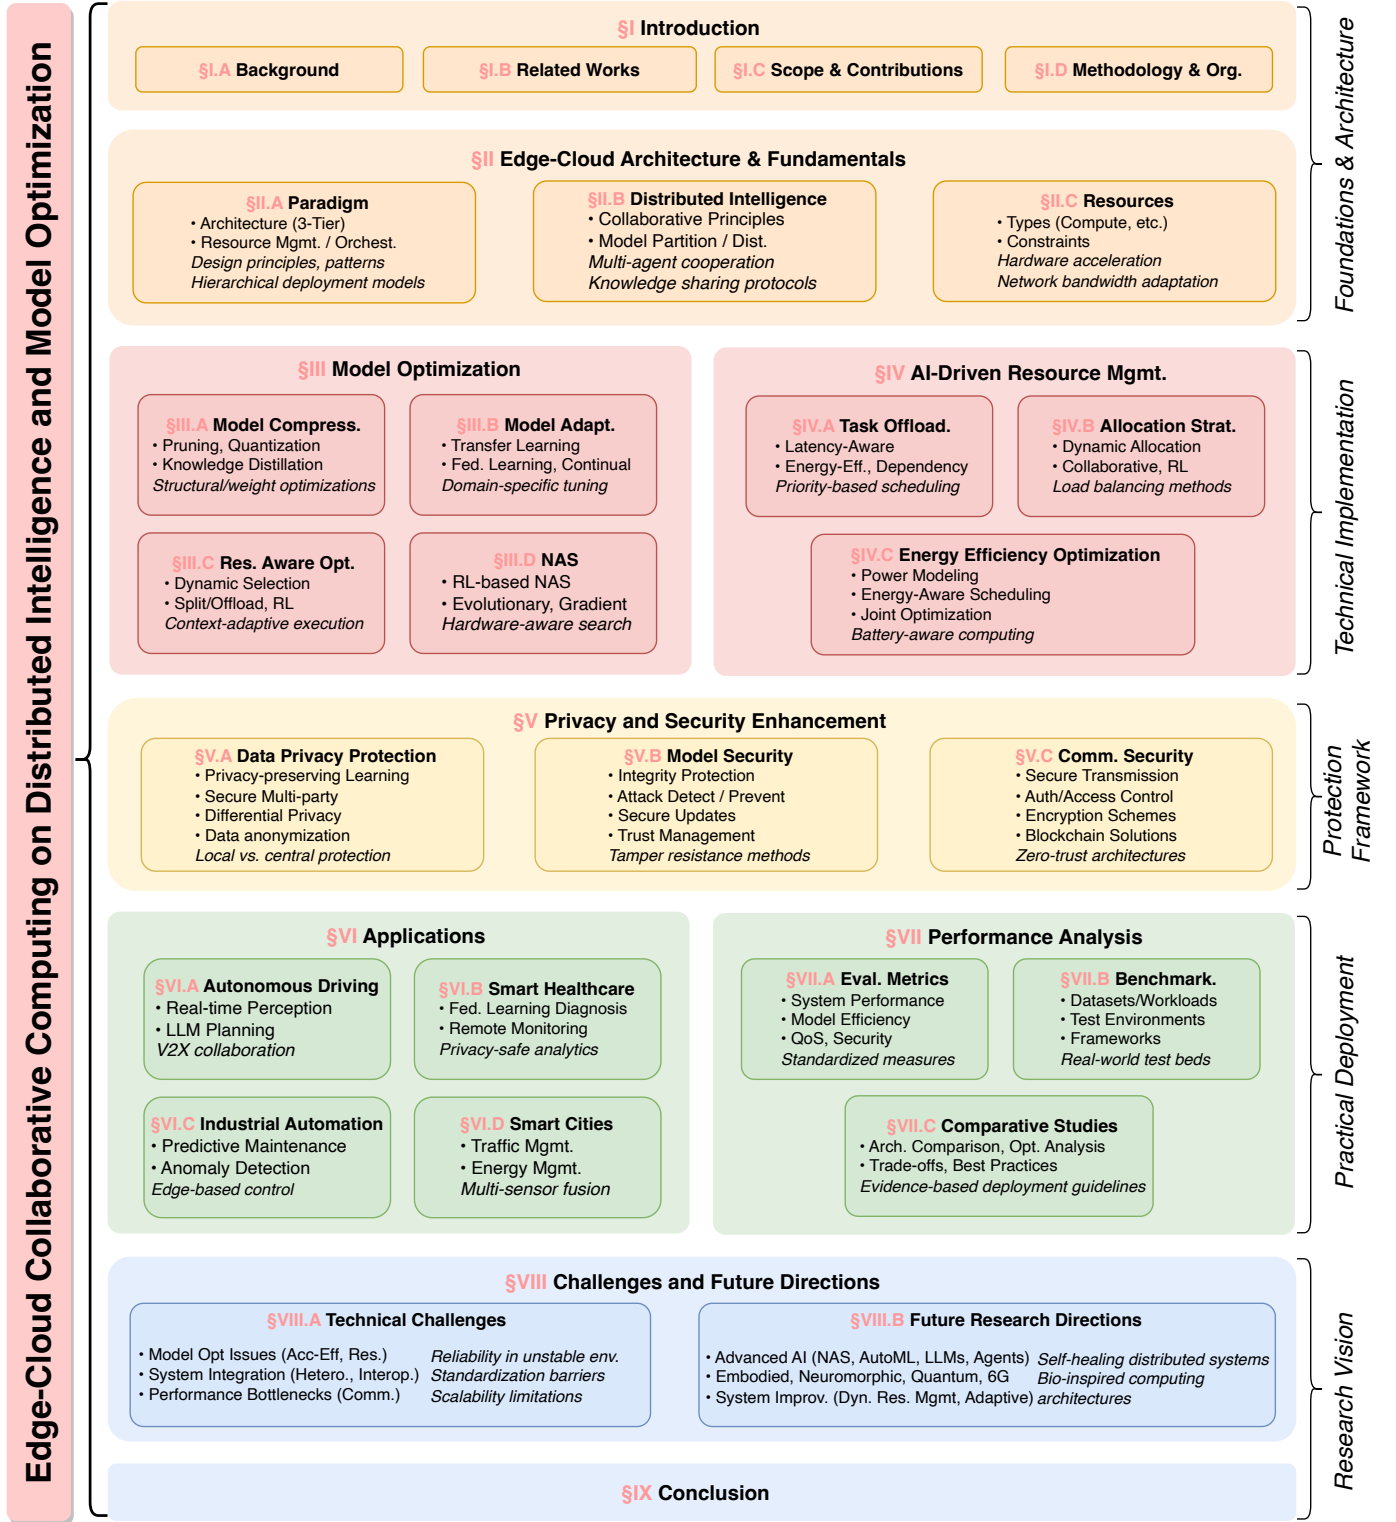 Edge-Cloud Collaborative Computing on Distributed Intelligence and Model Optimization
§I Introduction
§I.A Background
§I.B Related Works
§I.C Scope & Contributions
§I.D Methodology & Org.
§II Edge-Cloud Architecture & Fundamentals
§II.A Paradigm
• Architecture (3-Tier)
• Resource Mgmt. / Orchest.
Design principles, patterns
Hierarchical deployment models
§II.B Distributed Intelligence
• Collaborative Principles
• Model Partition / Dist.
Multi-agent cooperation
Knowledge sharing protocols
§II.C Resources
• Types (Compute, etc.)
• Constraints
Hardware acceleration
Network bandwidth adaptation
Foundations & Architecture
§III Model Optimization
§III.A Model Compress.
• Pruning, Quantization
• Knowledge Distillation
Structural/weight optimizations
§III.B Model Adapt.
• Transfer Learning
• Fed. Learning, Continual
Domain-specific tuning
§III.C Res. Aware Opt.
• Dynamic Selection
• Split/Offload, RL
Context-adaptive execution
§III.D NAS
• RL-based NAS
• Evolutionary, Gradient
Hardware-aware search
§IV AI-Driven Resource Mgmt.
§IV.A Task Offload.
• Latency-Aware
• Energy-Eff., Dependency
Priority-based scheduling
§IV.B Allocation Strat.
• Dynamic Allocation
• Collaborative, RL
Load balancing methods
§IV.C Energy Efficiency Optimization
• Power Modeling
• Energy-Aware Scheduling
• Joint Optimization
Battery-aware computing
Technical Implementation
§V Privacy and Security Enhancement
§V.A Data Privacy Protection
• Privacy-preserving Learning
• Secure Multi-party
• Differential Privacy
• Data anonymization
Local vs. central protection
§V.B Model Security
• Integrity Protection
• Attack Detect / Prevent
• Secure Updates
• Trust Management
Tamper resistance methods
§V.C Comm. Security
• Secure Transmission
• Auth/Access Control
• Encryption Schemes
• Blockchain Solutions
Zero-trust architectures
Protection
Framework
§VI Applications
§VI.A Autonomous Driving
• Real-time Perception
• LLM Planning
V2X collaboration
§VI.B Smart Healthcare
• Fed. Learning Diagnosis
• Remote Monitoring
Privacy-safe analytics
§VI.C Industrial Automation
• Predictive Maintenance
• Anomaly Detection
Edge-based control
§VI.D Smart Cities
• Traffic Mgmt.
• Energy Mgmt.
Multi-sensor fusion
§VII Performance Analysis
§VII.A Eval. Metrics
• System Performance
• Model Efficiency
• QoS, Security
Standardized measures
§VII.B Benchmark.
• Datasets/Workloads
• Test Environments
• Frameworks
Real-world test beds
§VII.C Comparative Studies
• Arch. Comparison, Opt. Analysis
• Trade-offs, Best Practices
Evidence-based deployment guidelines
Practical Deployment
§VIII Challenges and Future Directions
§VIII.A Technical Challenges
• Model Opt Issues (Acc-Eff, Res.)
• System Integration (Hetero., Interop.)
• Performance Bottlenecks (Comm.)
Reliability in unstable env.
Standardization barriers
Scalability limitations
§VIII.B Future Research Directions
• Advanced AI (NAS, AutoML, LLMs, Agents)
• Embodied, Neuromorphic, Quantum, 6G
• System Improv. (Dyn. Res. Mgmt, Adaptive)
Self-healing distributed systems
Bio-inspired computing
architectures
§IX Conclusion
Research Vision